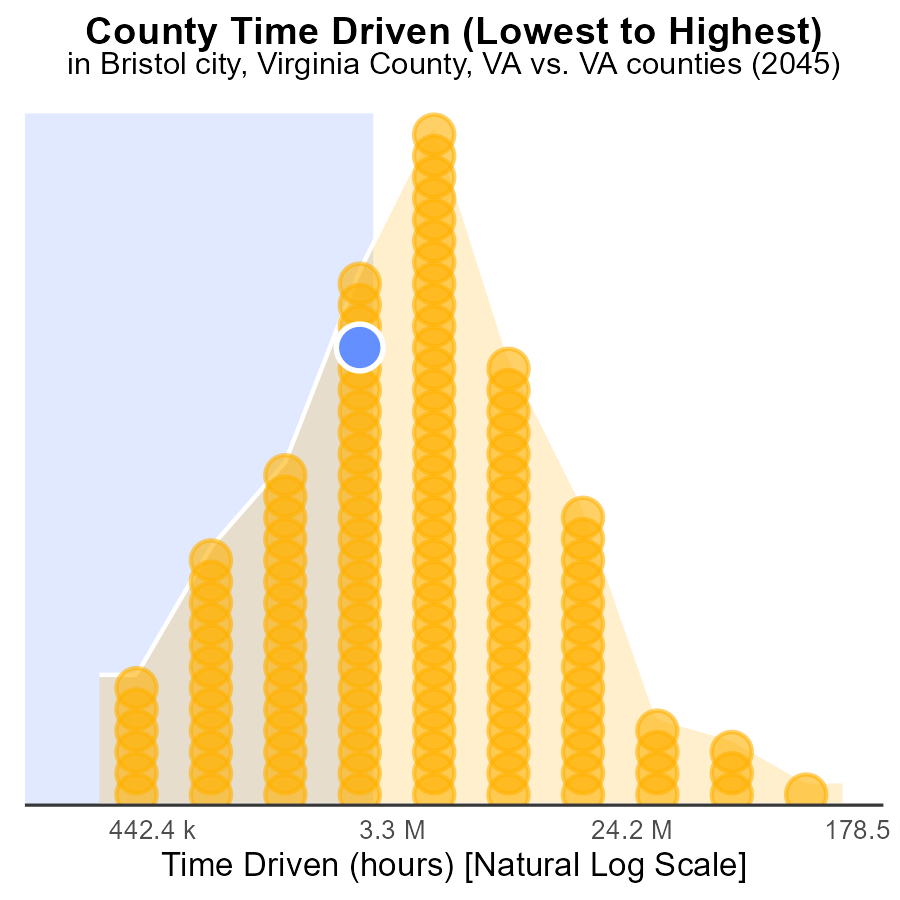 County Time Driven (Lowest to Highest)
in Bristol city, Virginia County, VA vs. VA counties (2045)
442.4 k 3.3 M 24.2 M 178.5
Time Driven (hours) [Natural Log Scale]